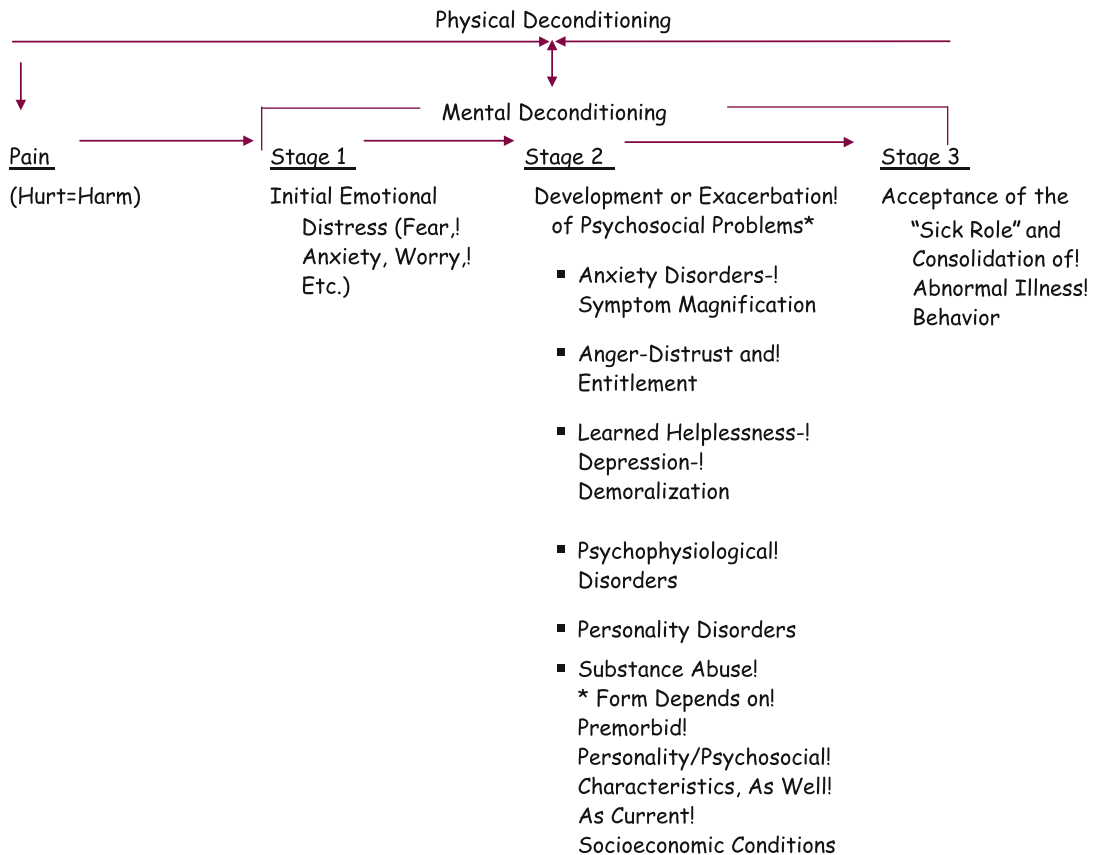 Physical Deconditioning
Mental Deconditioning
Pain
(Hurt=Harm)
Stage 1
Initial Emotional
Distress (Fear,!
Anxiety, Worry,!
Etc.)
Stage 2
Development or Exacerbation!
of Psychosocial Problems*
▪ Anxiety Disorders-!
Symptom Magnification
▪ Anger-Distrust and!
Entitlement
▪ Learned Helplessness-!
Depression-!
Demoralization
▪ Psychophysiological!
Disorders
▪ Personality Disorders
▪ Substance Abuse!
* Form Depends on!
Premorbid!
Personality/Psychosocial!
Characteristics, As Well!
As Current!
Socioeconomic Conditions
Stage 3
Acceptance of the
“Sick Role” and
Consolidation of!
Abnormal Illness!
Behavior